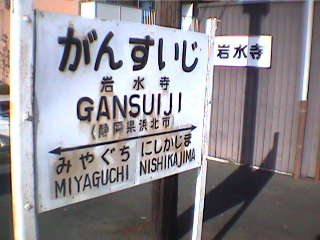 がんすいじ
岩水寺
GANSUIJI
(静岡県浜北市)
みやぐち にしかじま
MIYAGUCHI NISHIKAJIMA
岩水寺